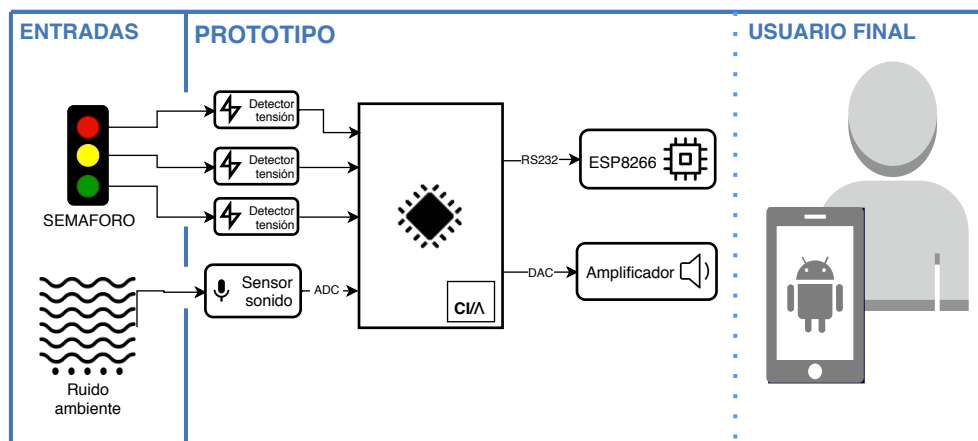 ENTRADAS
PROTOTIPO
USUARIO FINAL
Detector
tensión
Detector
tensión
Detector
tensión
SEMAFORO
RS232
ESP8266
Sensor
sonido
ADC
DAC
Amplificador
CI/Λ
Ruido
ambiente